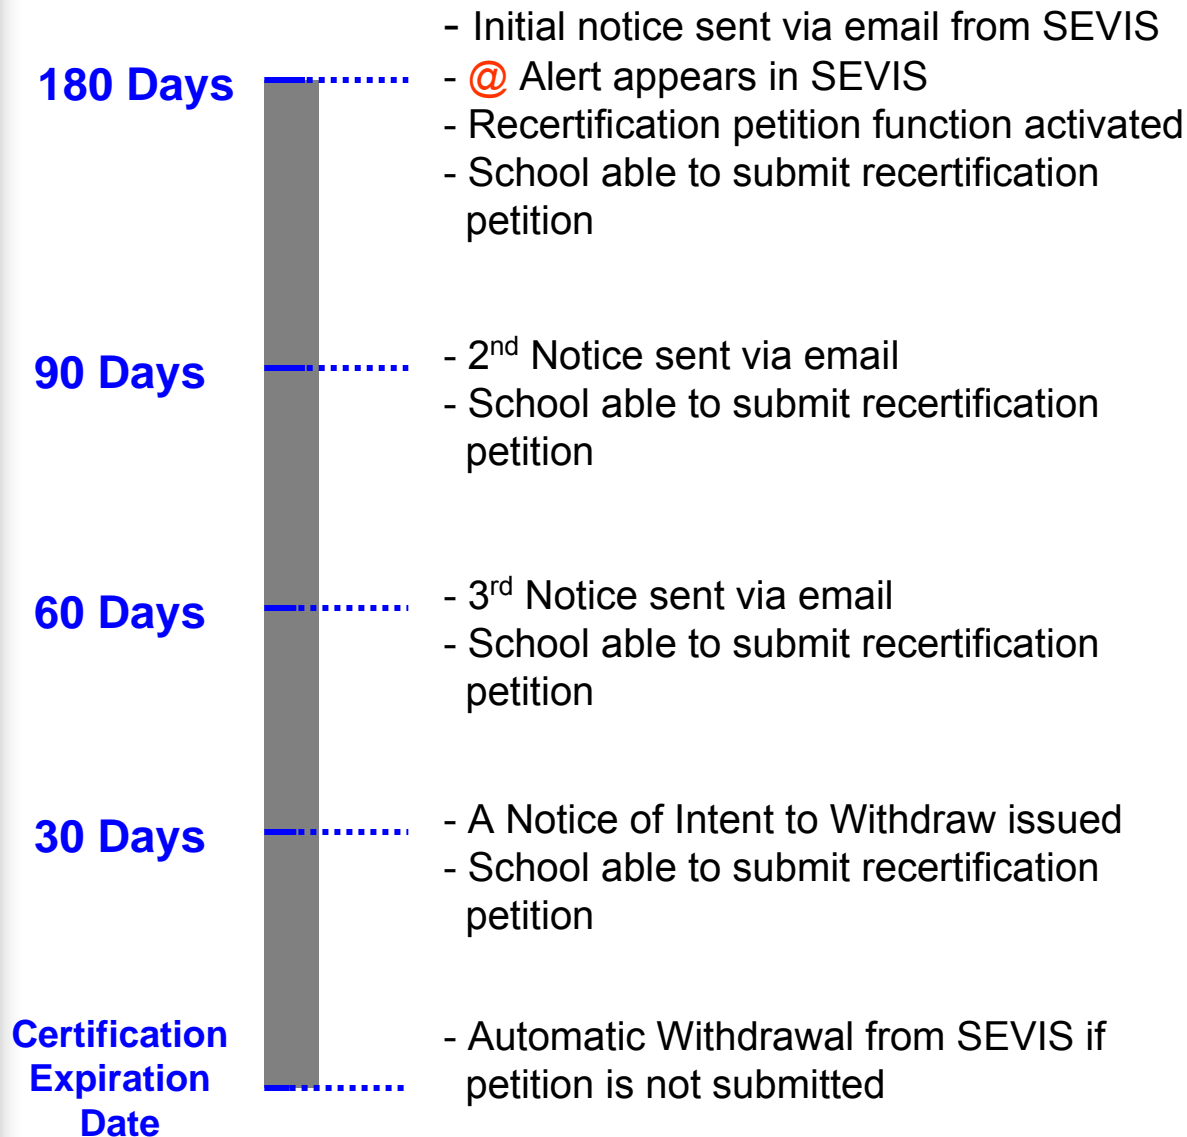 180 Days
- Initial notice sent via email from SEVIS
- @ Alert appears in SEVIS
- Recertification petition function activated
- School able to submit recertification
petition
90 Days
- 2nd Notice sent via email
- School able to submit recertification
petition
60 Days
- 3rd Notice sent via email
- School able to submit recertification
petition
30 Days
- A Notice of Intent to Withdraw issued
- School able to submit recertification
petition
Certification
Expiration
Date
- Automatic Withdrawal from SEVIS if
petition is not submitted